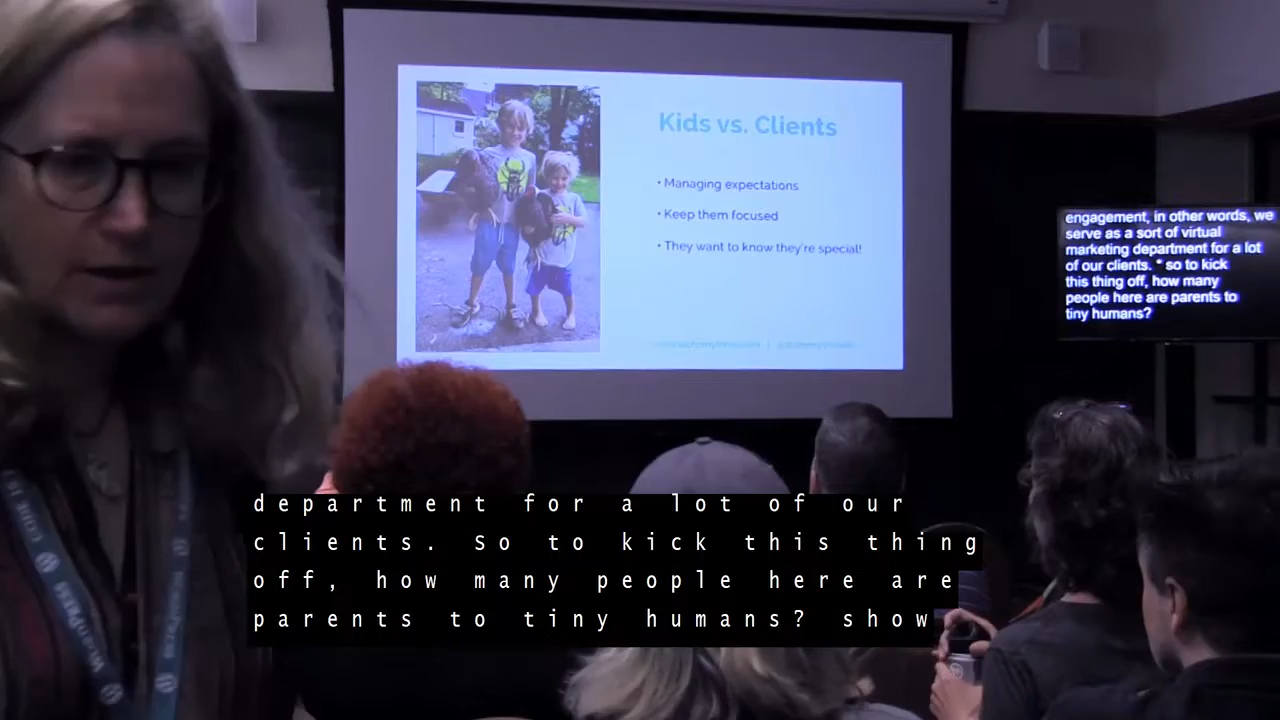 Kids vs. Clients
• Managing expectations
• Keep them focused
• They want to know they're special!
engagement, in other words, we
serve as a sort of virtual
marketing department for a lot
of our clients. * so to kick
this thing off, how many
people here are parents to
tiny humans?
department for a lot of our
clients. So to kick this thing
off, how many people here are
parents to tiny humans? show